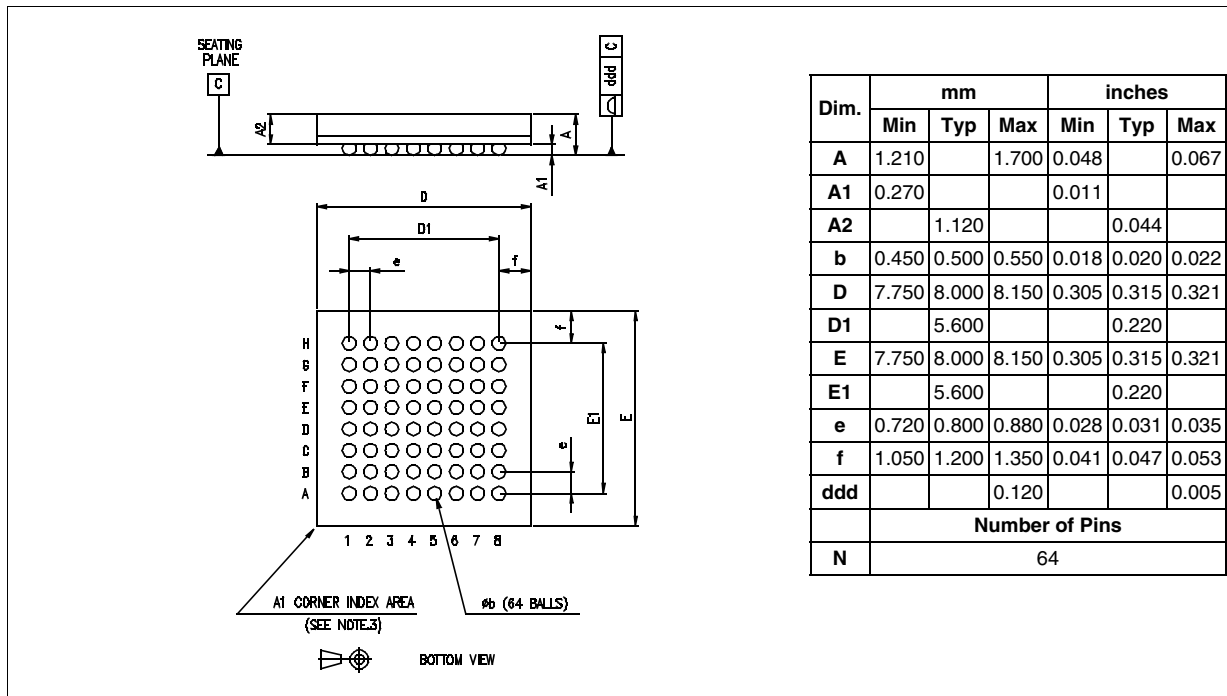 SEATING
PLANE
C
ddd C
A2
A
A1
D
D1
e
f
f
H
G
F
E
D
C
B
A
E1
E
e
1 2 3 4 5 6 7 8
A1 CORNER INDEX AREA
(SEE NOTE.3)
øb (64 BALLS)
BOTTOM VIEW
Dim. mm inches
Min Typ Max Min Typ Max
A 1.210 1.700 0.048 0.067
A1 0.270 0.011
A2 1.120 0.044
b 0.450 0.500 0.550 0.018 0.020 0.022
D 7.750 8.000 8.150 0.305 0.315 0.321
D1 5.600 0.220
E 7.750 8.000 8.150 0.305 0.315 0.321
E1 5.600 0.220
e 0.720 0.800 0.880 0.028 0.031 0.035
f 1.050 1.200 1.350 0.041 0.047 0.053
ddd 0.120 0.005
Number of Pins
N 64